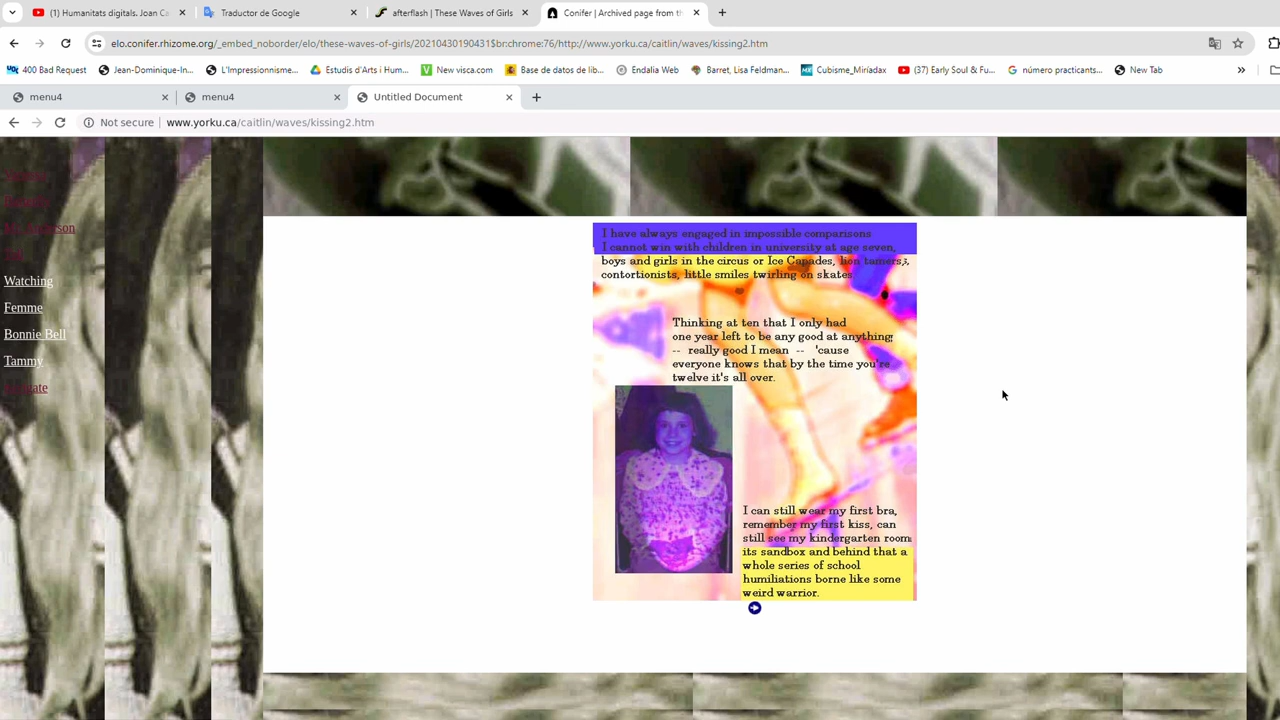 (1) Humanitats digitals. Joan Ca
Traductor de Google
afterflash | These Waves of Girls
Conifer | Archived page from th
elo.conifer.rhizome.org/_embed_noborder/elo/these-waves-of-girls/20210430190431$br:chrome:76/http://www.yorku.ca/caitlin/waves/kissing2.htm
400 Bad Request
Jean-Dominique-In...
L'Impressionnisme...
Estudis d'Arts i Hum...
New visca.com
Base de datos de lib...
Endalia Web
Barret, Lisa Feldman...
Cubisme_Miríadax
(37) Early Soul & Fu...
número practicants...
New Tab
menu4
menu4
Untitled Document
Not secure
www.yorku.ca/caitlin/waves/kissing2.htm
Watching
Femme
Bonnie Bell
Tammy
I have always engaged in impossible comparisons
I cannot win with children in university at age seven,
boys and girls in the circus or Ice Capades, lion tamers,
contortionists, little smiles twirling on skates
Thinking at ten that I only had
one year left to be any good at anything
-- really good I mean -- 'cause
everyone knows that by the time you're
twelve it's all over.
I can still wear my first bra,
remember my first kiss, can
still see my kindergarten room
its sandbox and behind that a
whole series of school
humiliations borne like some
weird warrior.